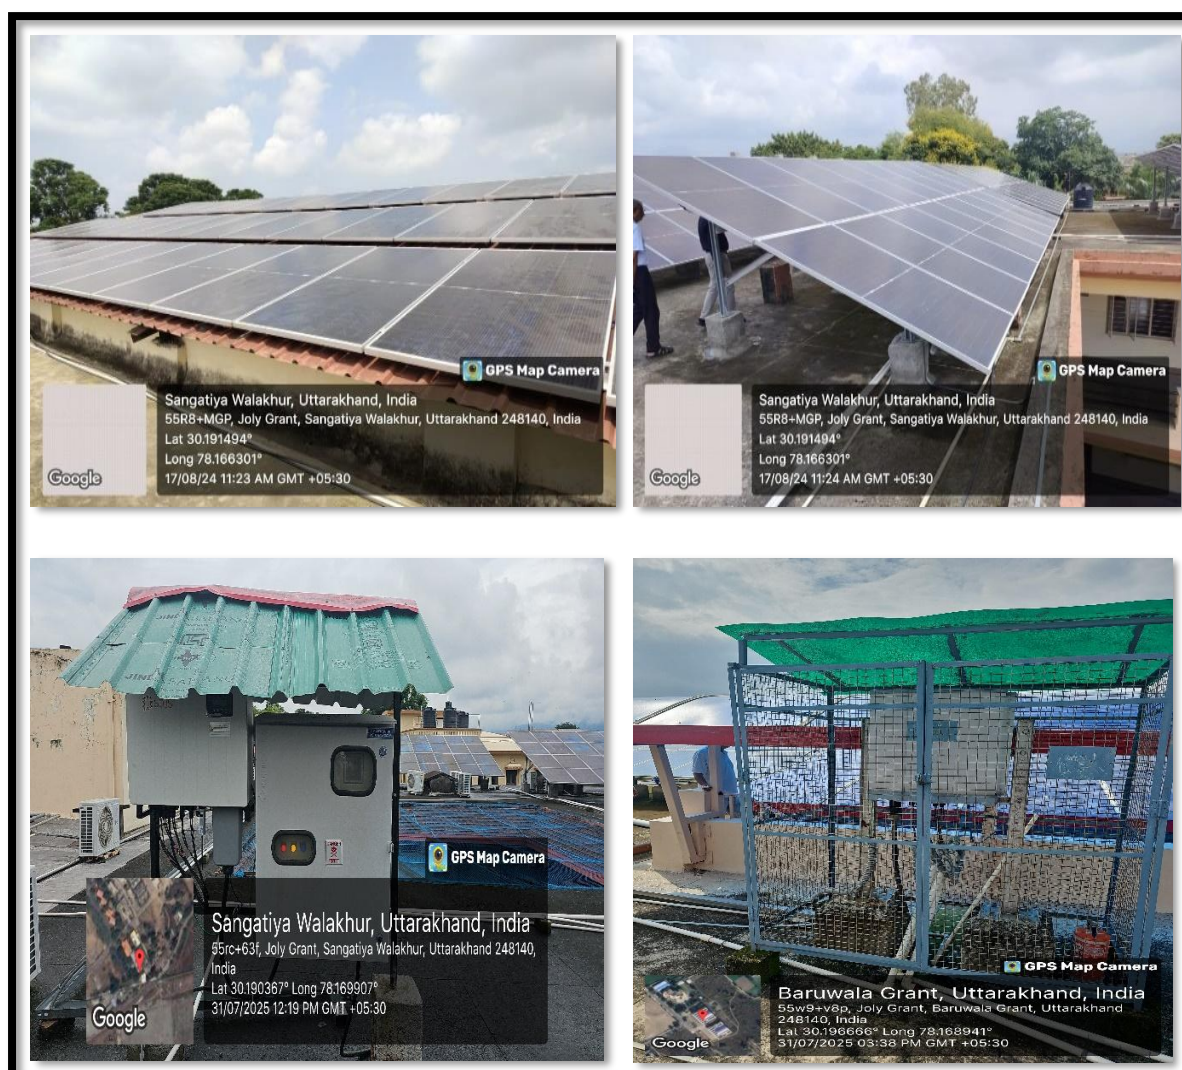 GPS Map Camera
Sangatiya Walakhur, Uttarakhand, India
55R8+MGP, Joly Grant, Sangatiya Walakhur, Uttarakhand 248140, India
Lat 30.191494°
Long 78.166301°
17/08/24 11:23 AM GMT +05:30
Google
GPS Map Camera
Sangatiya Walakhur, Uttarakhand, India
55R8+MGP, Joly Grant, Sangatiya Walakhur, Uttarakhand 248140, India
Lat 30.191494°
Long 78.166301°
17/08/24 11:24 AM GMT +05:30
Google
GPS Map Camera
Sangatiya Walakhur, Uttarakhand, India
55rc+63f, Joly Grant, Sangatiya Walakhur, Uttarakhand 248140,
India
Lat 30.190367° Long 78.169907°
31/07/2025 12:19 PM GMT +05:30
Google
GPS Map Camera
Baruwala Grant, Uttarakhand, India
55w9+v8p, Joly Grant, Baruwala Grant, Uttarakhand
248140, India
Lat 30.196666° Long 78.168941°
31/07/2025 03:38 PM GMT +05:30
Google